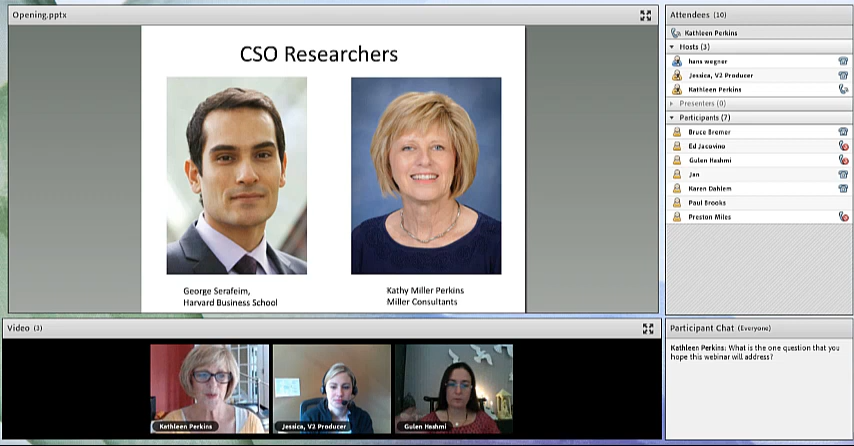 Opening.pptx
CSO Researchers
George Serafeim,
Harvard Business School
Kathy Miller Perkins
Miller Consultants
Attendees (10)
Kathleen Perkins
Hosts (3)
hans wegner
Jessica, V2 Producer
Kathleen Perkins
Presenters (0)
Participants (7)
Bruce Bremer
Ed Jacovino
Gulen Hashmi
Jan
Karen Dahlem
Paul Brooks
Preston Miles
Video (3)
Kathleen Perkins
Jessica, V2 Producer
Gulen Hashmi
Participant Chat (Everyone)
Kathleen Perkins: What is the one question that you
hope this webinar will address?